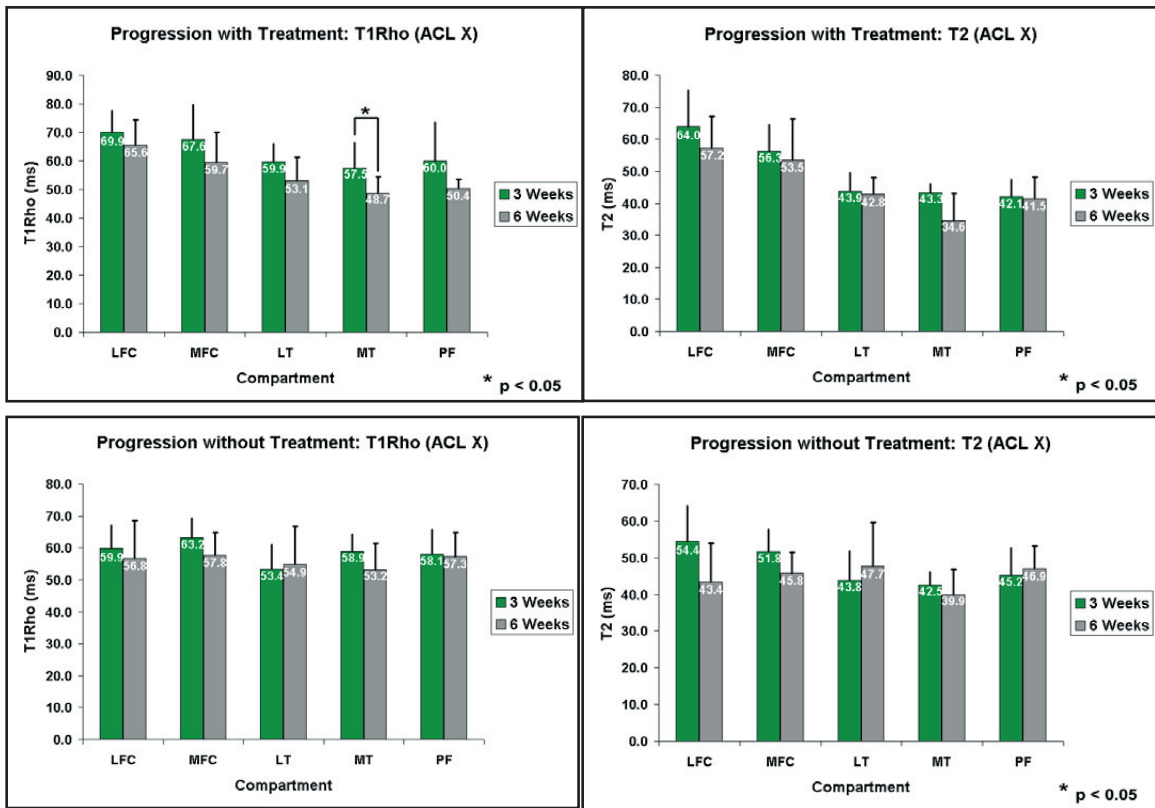 Progression with Treatment: T1Rho (ACL X)
90.0
80.0
70.0
60.0
50.0
40.0
30.0
20.0
10.0
0.0
T1Rho (ms)
69.9
65.6
67.6
59.7
59.9
53.1
*
57.5
48.7
60.0
50.4
3 Weeks
6 Weeks
LFC MFC LT MT PF
Compartment
* p < 0.05
Progression with Treatment: T2 (ACL X)
80.0
70.0
60.0
50.0
40.0
30.0
20.0
10.0
0.0
T2 (ms)
64.0
57.2
56.3
53.5
43.9
42.8
43.3
34.6
42.1
41.5
3 Weeks
6 Weeks
LFC MFC LT MT PF
Compartment
* p < 0.05
Progression without Treatment: T1Rho (ACL X)
80.0
70.0
60.0
50.0
40.0
30.0
20.0
10.0
0.0
T1Rho (ms)
59.9
56.8
63.2
57.8
53.4
54.9
58.9
53.2
58.1
57.3
3 Weeks
6 Weeks
LFC MFC LT MT PF
Compartment
Progression without Treatment: T2 (ACL X)
70.0
60.0
50.0
40.0
30.0
20.0
10.0
0.0
T2 (ms)
54.4
43.4
51.8
45.8
43.8
47.7
42.5
39.9
45.2
46.9
3 Weeks
6 Weeks
LFC MFC LT MT PF
Compartment
* p < 0.05